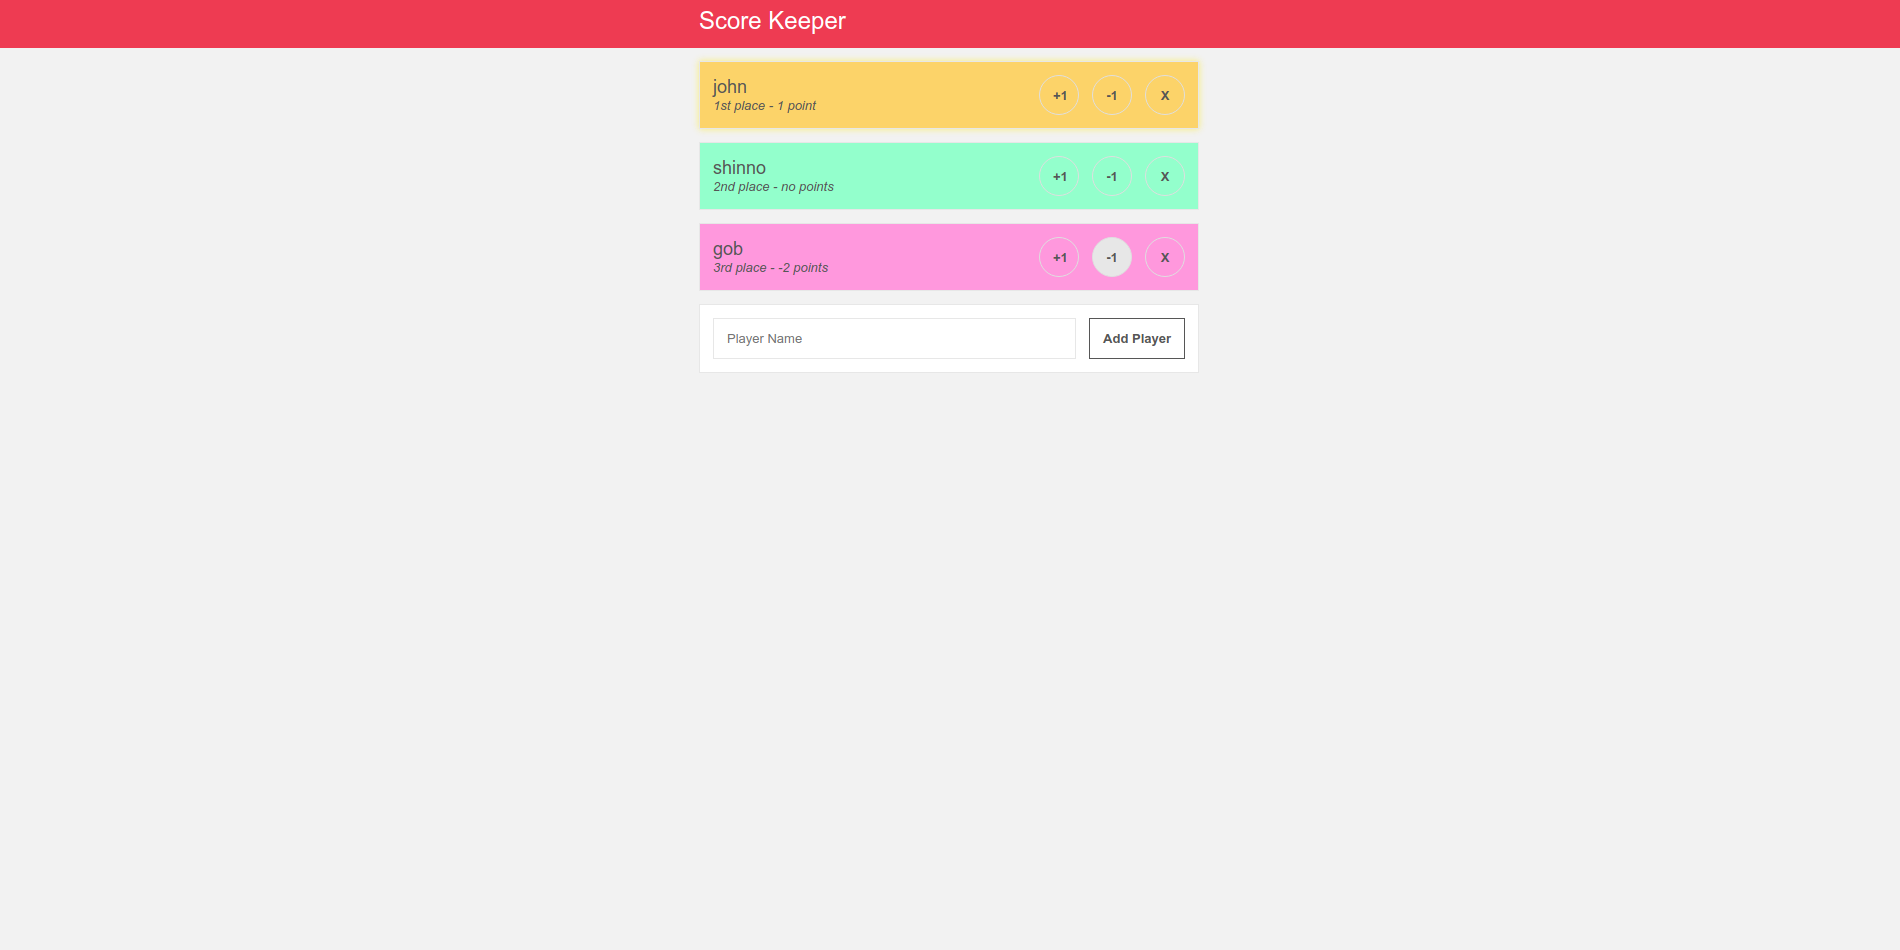 Score Keeper
john
1st place - 1 point
+1 -1 X
shinno
2nd place - no points
+1 -1 X
gob
3rd place - -2 points
+1 -1 X
Player Name
Add Player